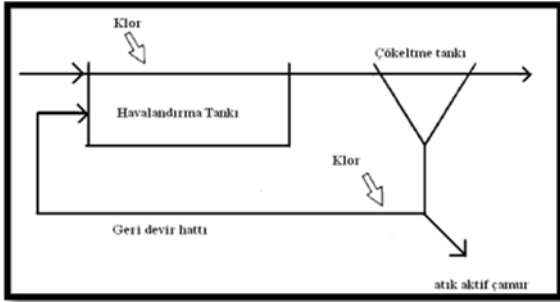 Klor
Çökeltme tankı
Havalandırma Tankı
Klor
Geri devir hattı
atık aktif çamur